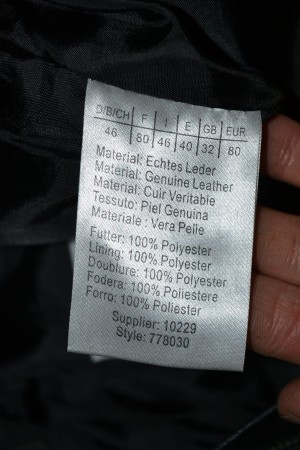 D/B/CH F I E GB EUR
46 80 46 40 32 80
Material: Echtes Leder
Material: Genuine Leather
Material: Cuir Veritable
Tessuto: Piel Genuina
Materiale : Vera Pelle
Futter: 100% Polyester
Lining: 100% Polyester
Doublure: 100% Polyester
Fodera: 100% Poliestere
Forro: 100% Poliester
Supplier: 10229
Style: 778030